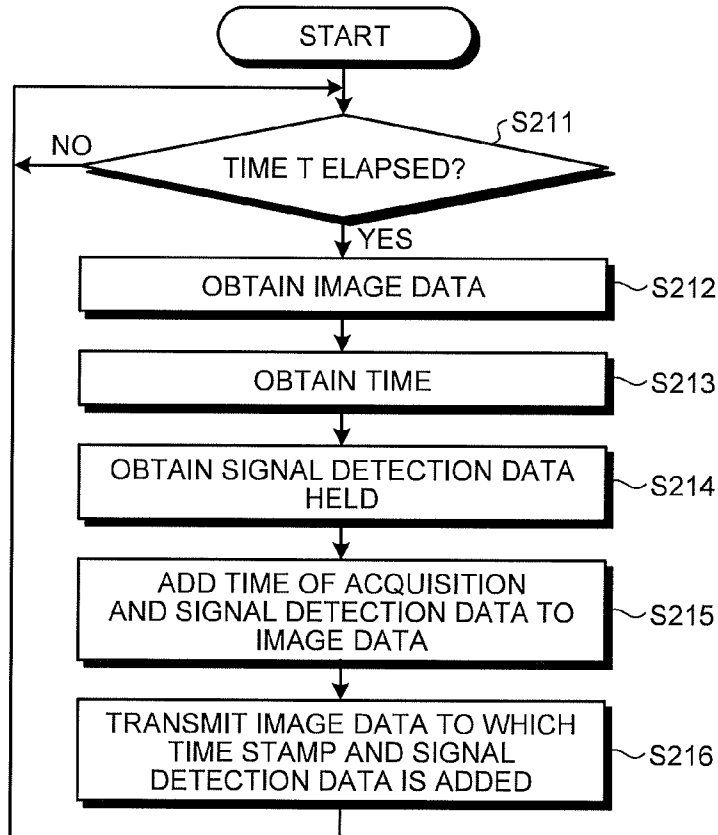 START
S211
NO
TIME T ELAPSED?
YES
OBTAIN IMAGE DATA
S212
OBTAIN TIME
S213
OBTAIN SIGNAL DETECTION DATA
HELD
S214
ADD TIME OF ACQUISITION
AND SIGNAL DETECTION DATA TO
IMAGE DATA
S215
TRANSMIT IMAGE DATA TO WHICH
TIME STAMP AND SIGNAL
DETECTION DATA IS ADDED
S216